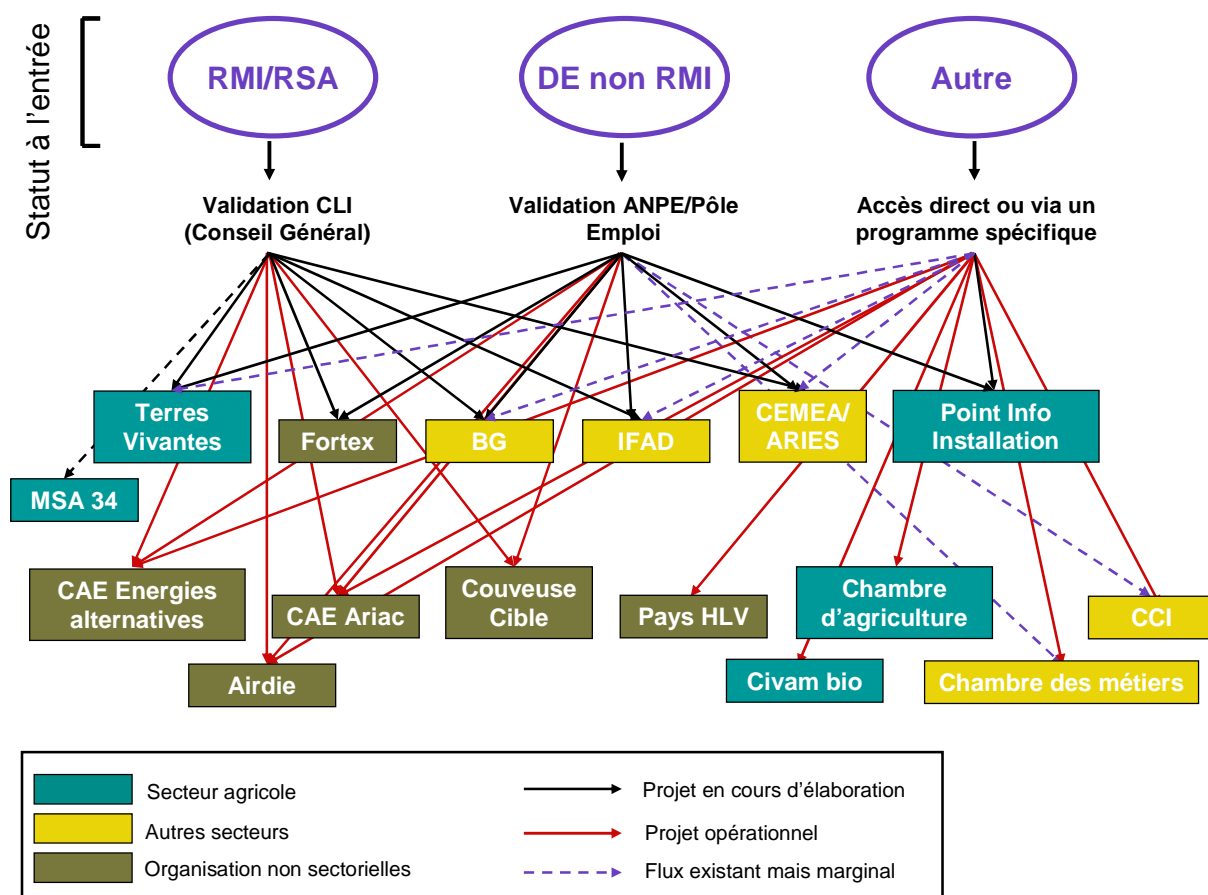 Statut à l'entrée
RMI/RSA
DE non RMI
Autre
Validation CLI
(Conseil Général)
Validation ANPE/Pôle
Emploi
Accès direct ou via un
programme spécifique
Terres
Vivantes
Fortex
BG
IFAD
CEMEA/
ARIES
Point Info
Installation
MSA 34
CAE Energies
alternatives
CAE Ariac
Couveuse
Cible
Pays HLV
Chambre
d'agriculture
CCI
Airdie
Civam bio
Chambre des métiers
Secteur agricole
Autres secteurs
Organisation non sectorielles
Projet en cours d'élaboration
Projet opérationnel
Flux existant mais marginal